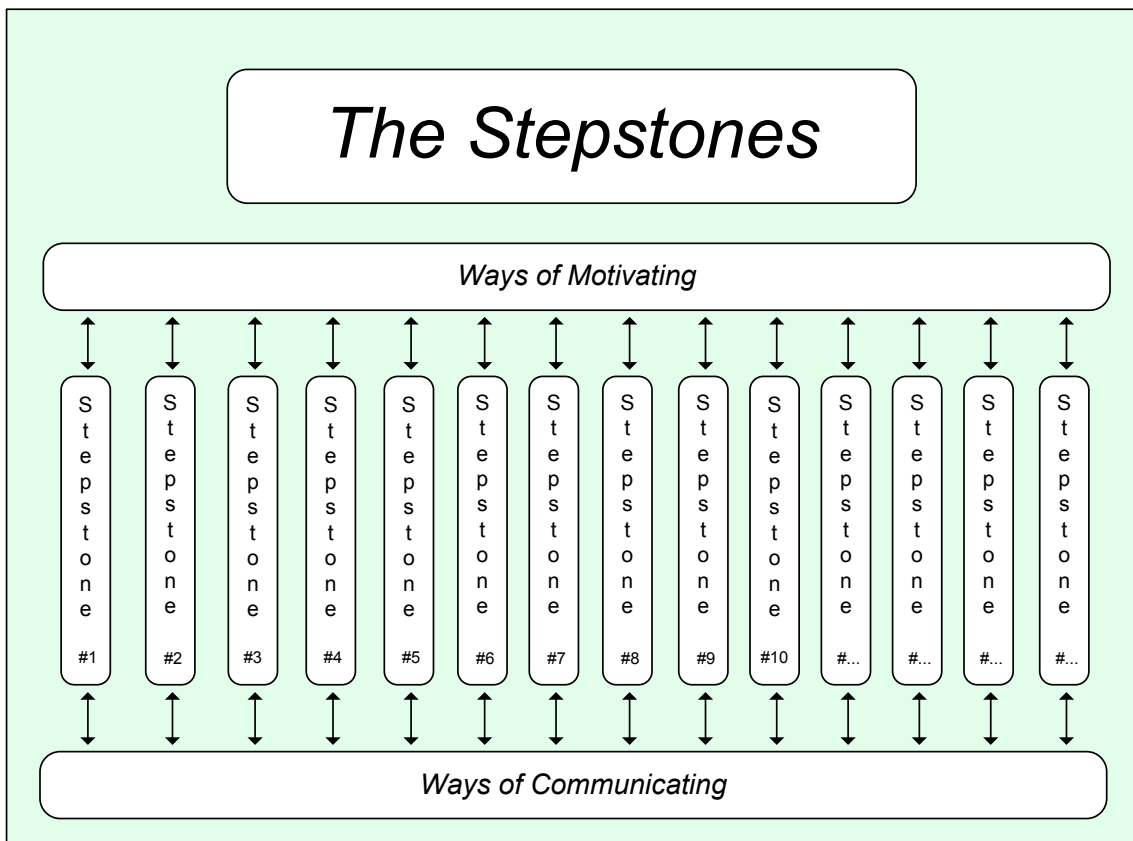 The Stepstones
Ways of Motivating
Stepstone #1
Stepstone #2
Stepstone #3
Stepstone #4
Stepstone #5
Stepstone #6
Stepstone #7
Stepstone #8
Stepstone #9
Stepstone #10
Stepstone #...
Stepstone #...
Stepstone #...
Stepstone #...
Ways of Communicating